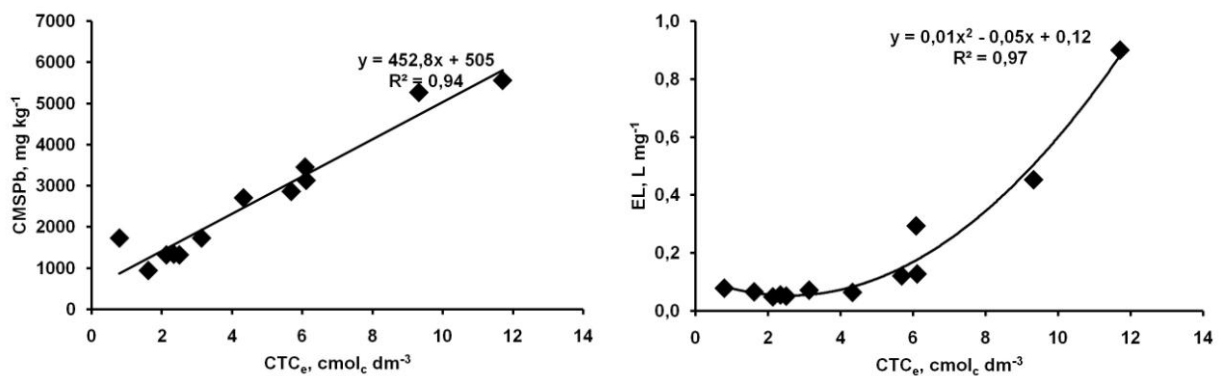 7000
6000
5000
4000
3000
2000
1000
0
CMSPb, mg kg⁻¹
y = 452,8x + 505
R² = 0,94
0 2 4 6 8 10 12 14
CTCₑ, cmol_c dm⁻³
1,0
0,8
0,6
0,4
0,2
0,0
EL, L mg⁻¹
y = 0,01x² - 0,05x + 0,12
R² = 0,97
0 2 4 6 8 10 12 14
CTCₑ, cmol_c dm⁻³